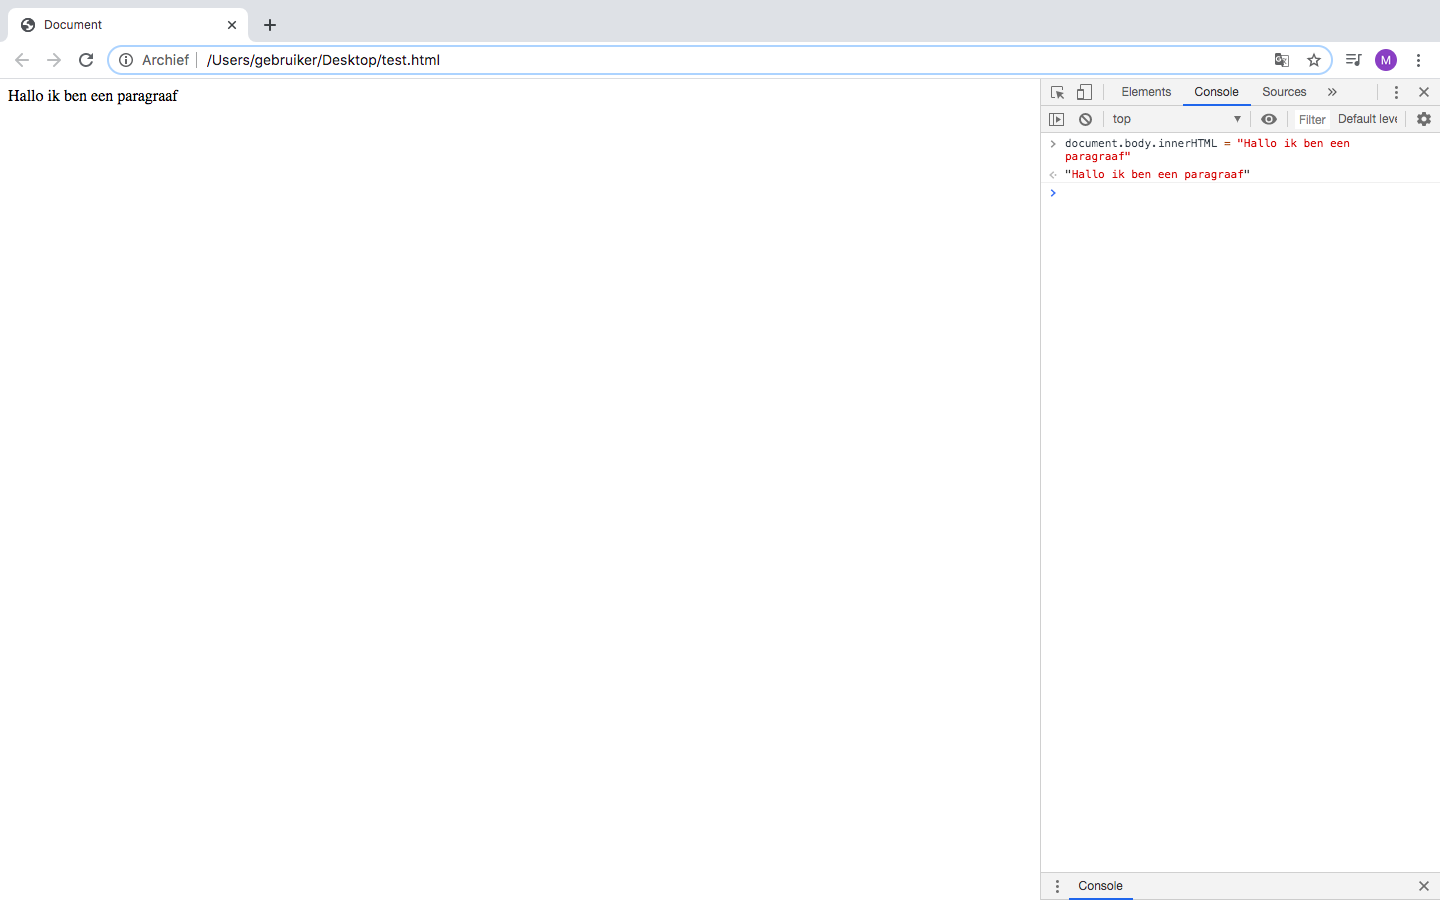 Document
Archief
/Users/gebruiker/Desktop/test.html
M
Hallo ik ben een paragraaf
Elements Console Sources
top Filter Default leve
document.body.innerHTML = "Hallo ik ben een
paragraaf"
"Hallo ik ben een paragraaf"
Console